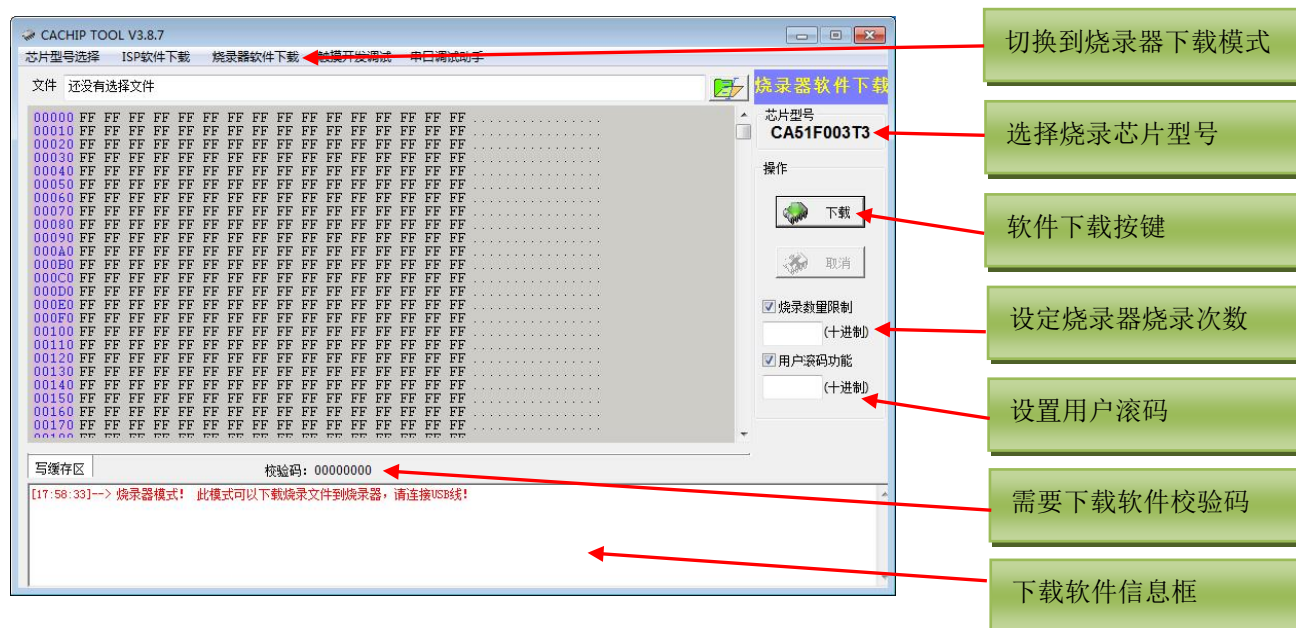 CACHIP TOOL V3.8.7
芯片型号选择 ISP软件下载 烧录器软件下载 触摸开发调试 串口调试助手
文件 还没有选择文件
烧录器软件下载
00000 FF FF FF FF FF FF FF FF FF FF FF FF FF FF FF FF ................
00010 FF FF FF FF FF FF FF FF FF FF FF FF FF FF FF FF ................
00020 FF FF FF FF FF FF FF FF FF FF FF FF FF FF FF FF ................
00030 FF FF FF FF FF FF FF FF FF FF FF FF FF FF FF FF ................
00040 FF FF FF FF FF FF FF FF FF FF FF FF FF FF FF FF ................
00050 FF FF FF FF FF FF FF FF FF FF FF FF FF FF FF FF ................
00060 FF FF FF FF FF FF FF FF FF FF FF FF FF FF FF FF ................
00070 FF FF FF FF FF FF FF FF FF FF FF FF FF FF FF FF ................
00080 FF FF FF FF FF FF FF FF FF FF FF FF FF FF FF FF ................
00090 FF FF FF FF FF FF FF FF FF FF FF FF FF FF FF FF ................
000A0 FF FF FF FF FF FF FF FF FF FF FF FF FF FF FF FF ................
000B0 FF FF FF FF FF FF FF FF FF FF FF FF FF FF FF FF ................
000C0 FF FF FF FF FF FF FF FF FF FF FF FF FF FF FF FF ................
000D0 FF FF FF FF FF FF FF FF FF FF FF FF FF FF FF FF ................
000E0 FF FF FF FF FF FF FF FF FF FF FF FF FF FF FF FF ................
000F0 FF FF FF FF FF FF FF FF FF FF FF FF FF FF FF FF ................
00100 FF FF FF FF FF FF FF FF FF FF FF FF FF FF FF FF ................
00110 FF FF FF FF FF FF FF FF FF FF FF FF FF FF FF FF ................
00120 FF FF FF FF FF FF FF FF FF FF FF FF FF FF FF FF ................
00130 FF FF FF FF FF FF FF FF FF FF FF FF FF FF FF FF ................
00140 FF FF FF FF FF FF FF FF FF FF FF FF FF FF FF FF ................
00150 FF FF FF FF FF FF FF FF FF FF FF FF FF FF FF FF ................
00160 FF FF FF FF FF FF FF FF FF FF FF FF FF FF FF FF ................
00170 FF FF FF FF FF FF FF FF FF FF FF FF FF FF FF FF ................
芯片型号
CA51F003T3
操作
下载
取消
烧录数里限制
(十进制)
用户滚码功能
(十进制)
写缓存区 校验码: 00000000
[17:58:33]--> 烧录器模式! 此模式可以下载烧录文件到烧录器，请连接USB线!
切换到烧录器下载模式
选择烧录芯片型号
软件下载按键
设定烧录器烧录次数
设置用户滚码
需要下载软件校验码
下载软件信息框